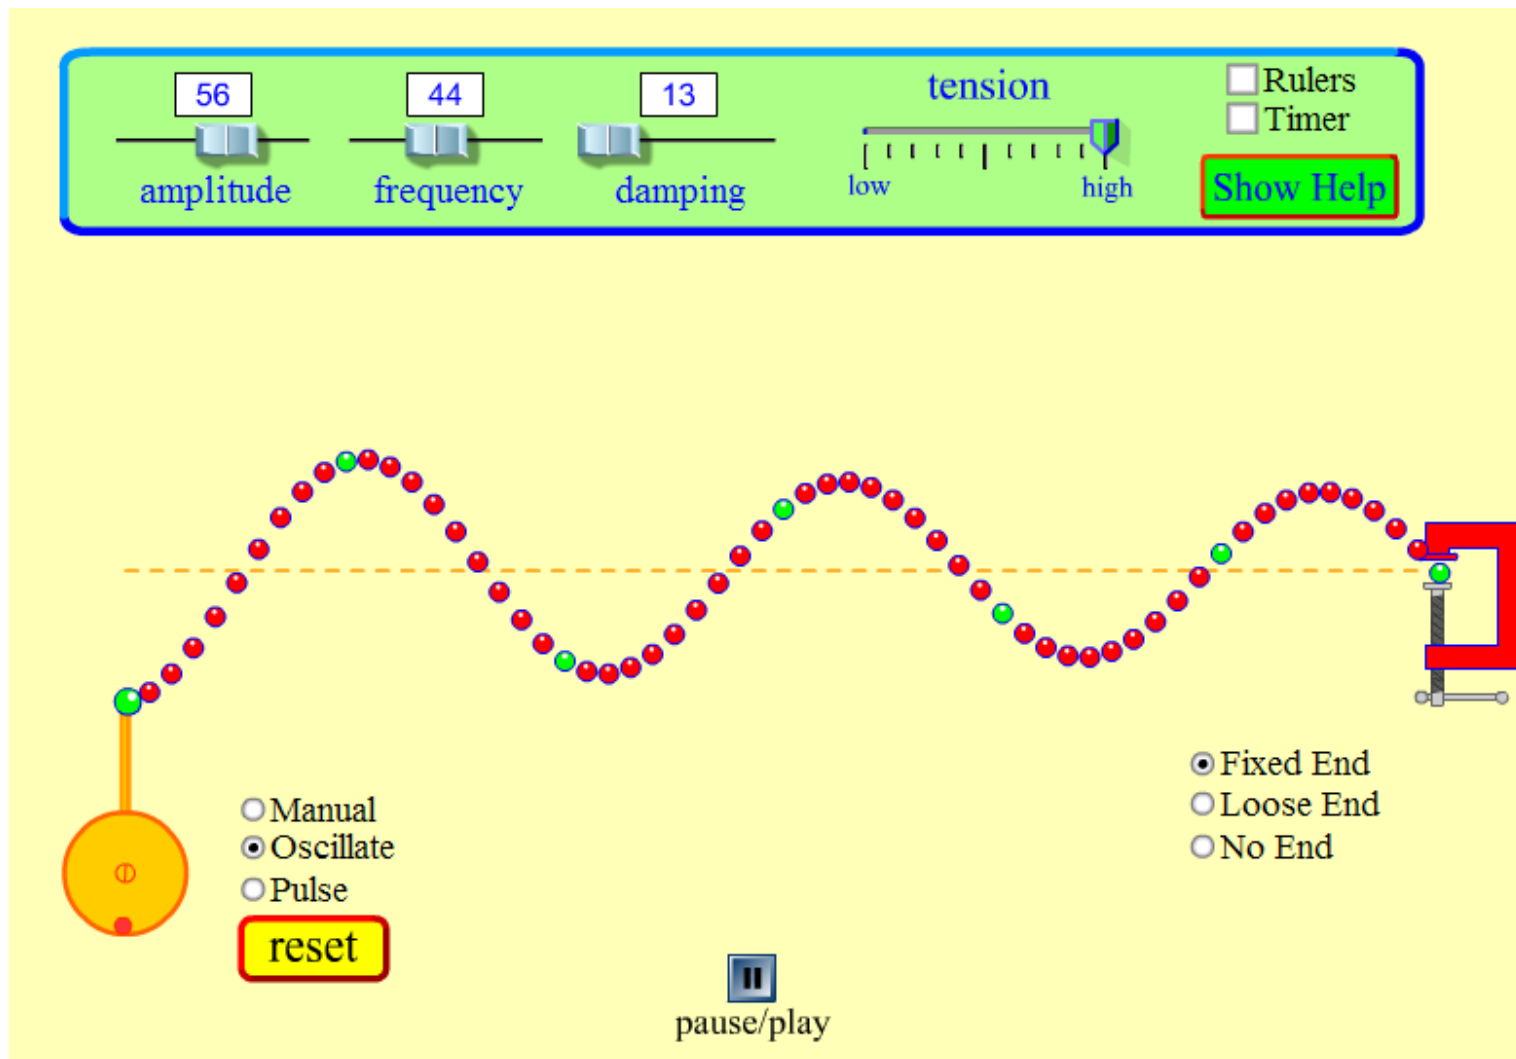 56
44
13
amplitude
frequency
damping
tension
low
high
Rulers
Timer
Show Help
Manual
Oscillate
Pulse
reset
Fixed End
Loose End
No End
pause/play